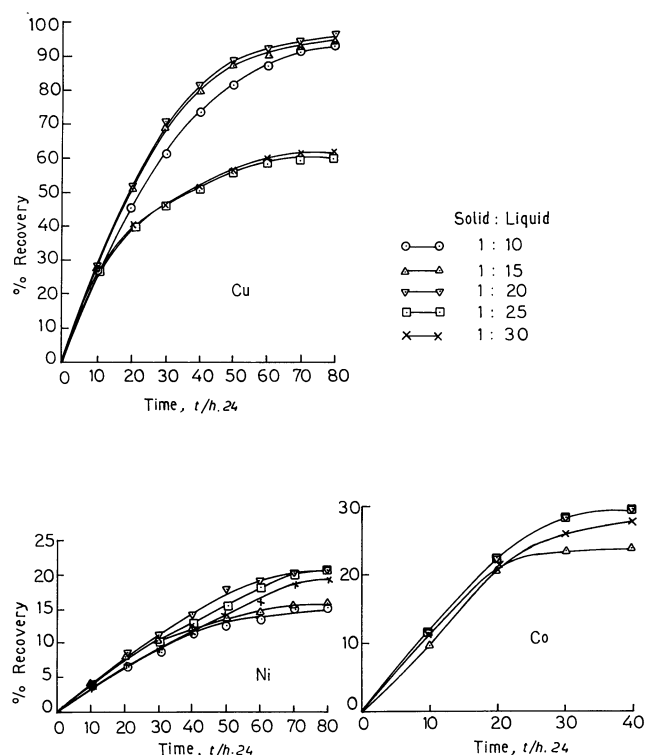 100
90
80
70
60
50
40
30
20
10
0
% Recovery
Cu
0 10 20 30 40 50 60 70 80
Time, t/h.24
Solid : Liquid
1 : 10
1 : 15
1 : 20
1 : 25
1 : 30
25
20
15
10
5
0
% Recovery
Ni
0 10 20 30 40 50 60 70 80
Time, t/h.24
30
20
10
0
Co
0 10 20 30 40
Time, t/h.24